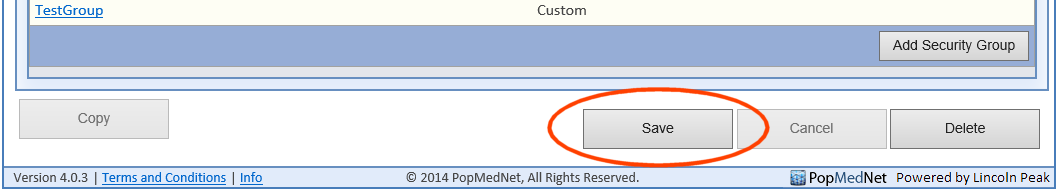 TestGroup Custom
Add Security Group
Copy Save Cancel Delete
Version 4.0.3 | Terms and Conditions | Info © 2014 PopMedNet, All Rights Reserved. PopMedNet Powered by Lincoln Peak